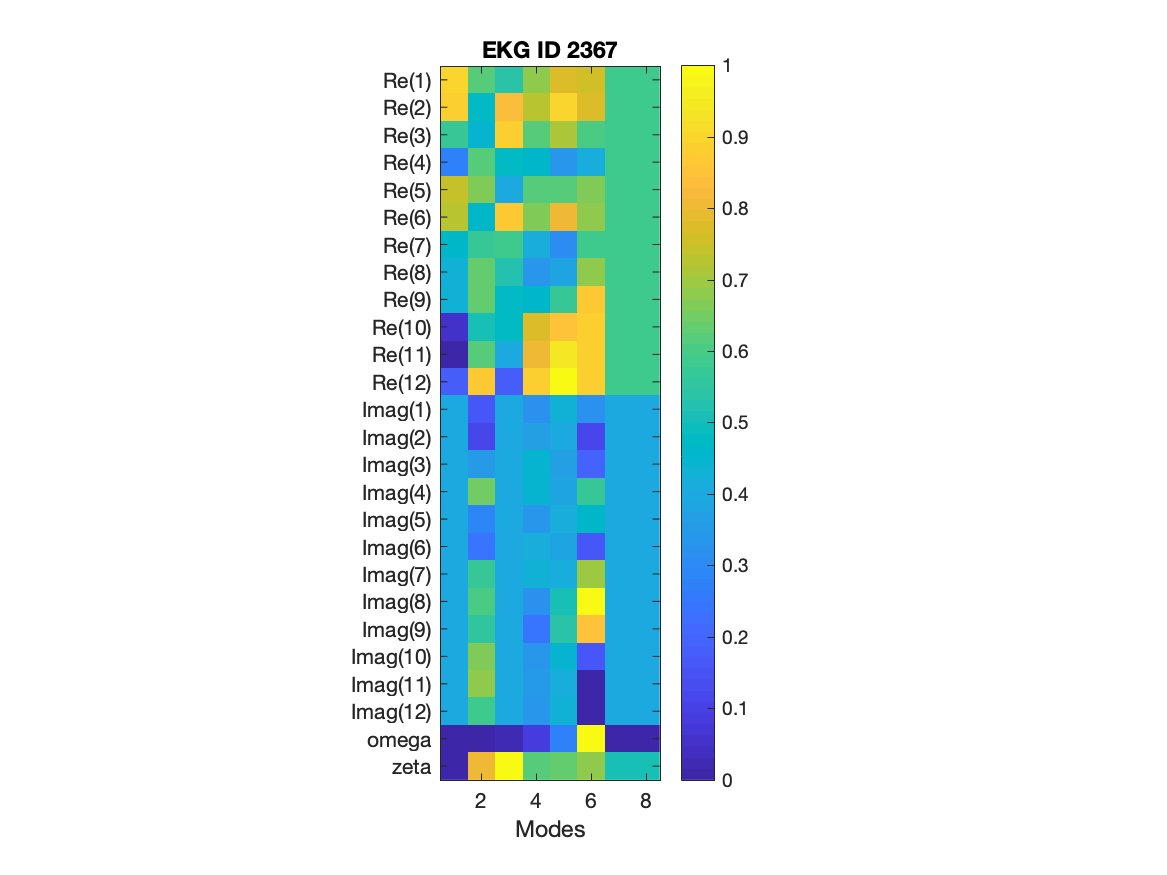 EKG ID 2367
Re(1)
Re(2)
Re(3)
Re(4)
Re(5)
Re(6)
Re(7)
Re(8)
Re(9)
Re(10)
Re(11)
Re(12)
Imag(1)
Imag(2)
Imag(3)
Imag(4)
Imag(5)
Imag(6)
Imag(7)
Imag(8)
Imag(9)
Imag(10)
Imag(11)
Imag(12)
omega
zeta
2 4 6 8
Modes
1
0.9
0.8
0.7
0.6
0.5
0.4
0.3
0.2
0.1
0